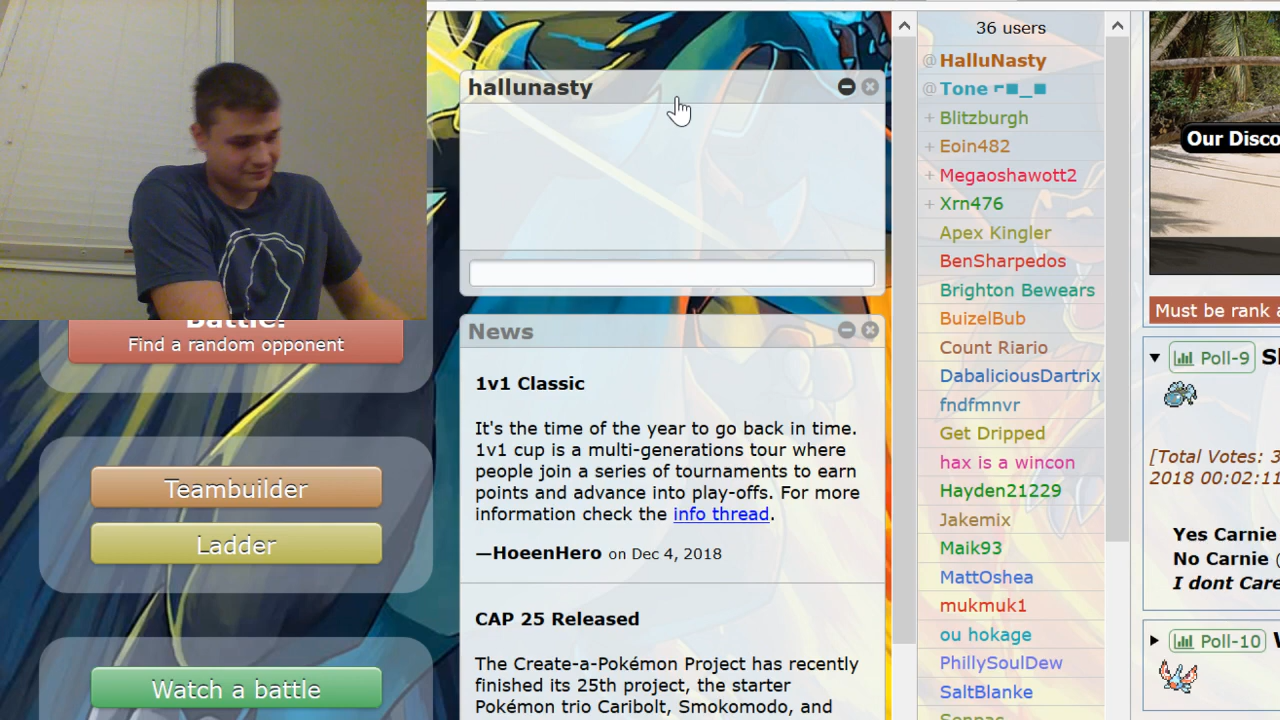 Battle!
Find a random opponent
Teambuilder
Ladder
Watch a battle
hallunasty
News
1v1 Classic
It's the time of the year to go back in time.
1v1 cup is a multi-generations tour where
people join a series of tournaments to earn
points and advance into play-offs. For more
information check the info thread.
—HoeenHero on Dec 4, 2018
CAP 25 Released
The Create-a-Pokémon Project has recently
finished its 25th project, the starter
Pokémon trio Caribolt, Smokomodo, and
36 users
@HalluNasty
@Tone ⌐■_■
+Blitzburgh
+Eoin482
+Megaoshawott2
+Xrn476
Apex Kingler
BenSharpedos
Brighton Bewears
BuizelBub
Count Riario
DabaliciousDartrix
fndfmnvr
Get Dripped
hax is a wincon
Hayden21229
Jakemix
Maik93
MattOshea
mukmuk1
ou hokage
PhillySoulDew
SaltBlanke
Our Disco
Must be rank a
Poll-9 Sl
[Total Votes: 3
2018 00:02:11
Yes Carnie
No Carnie (
I dont Care
Poll-10